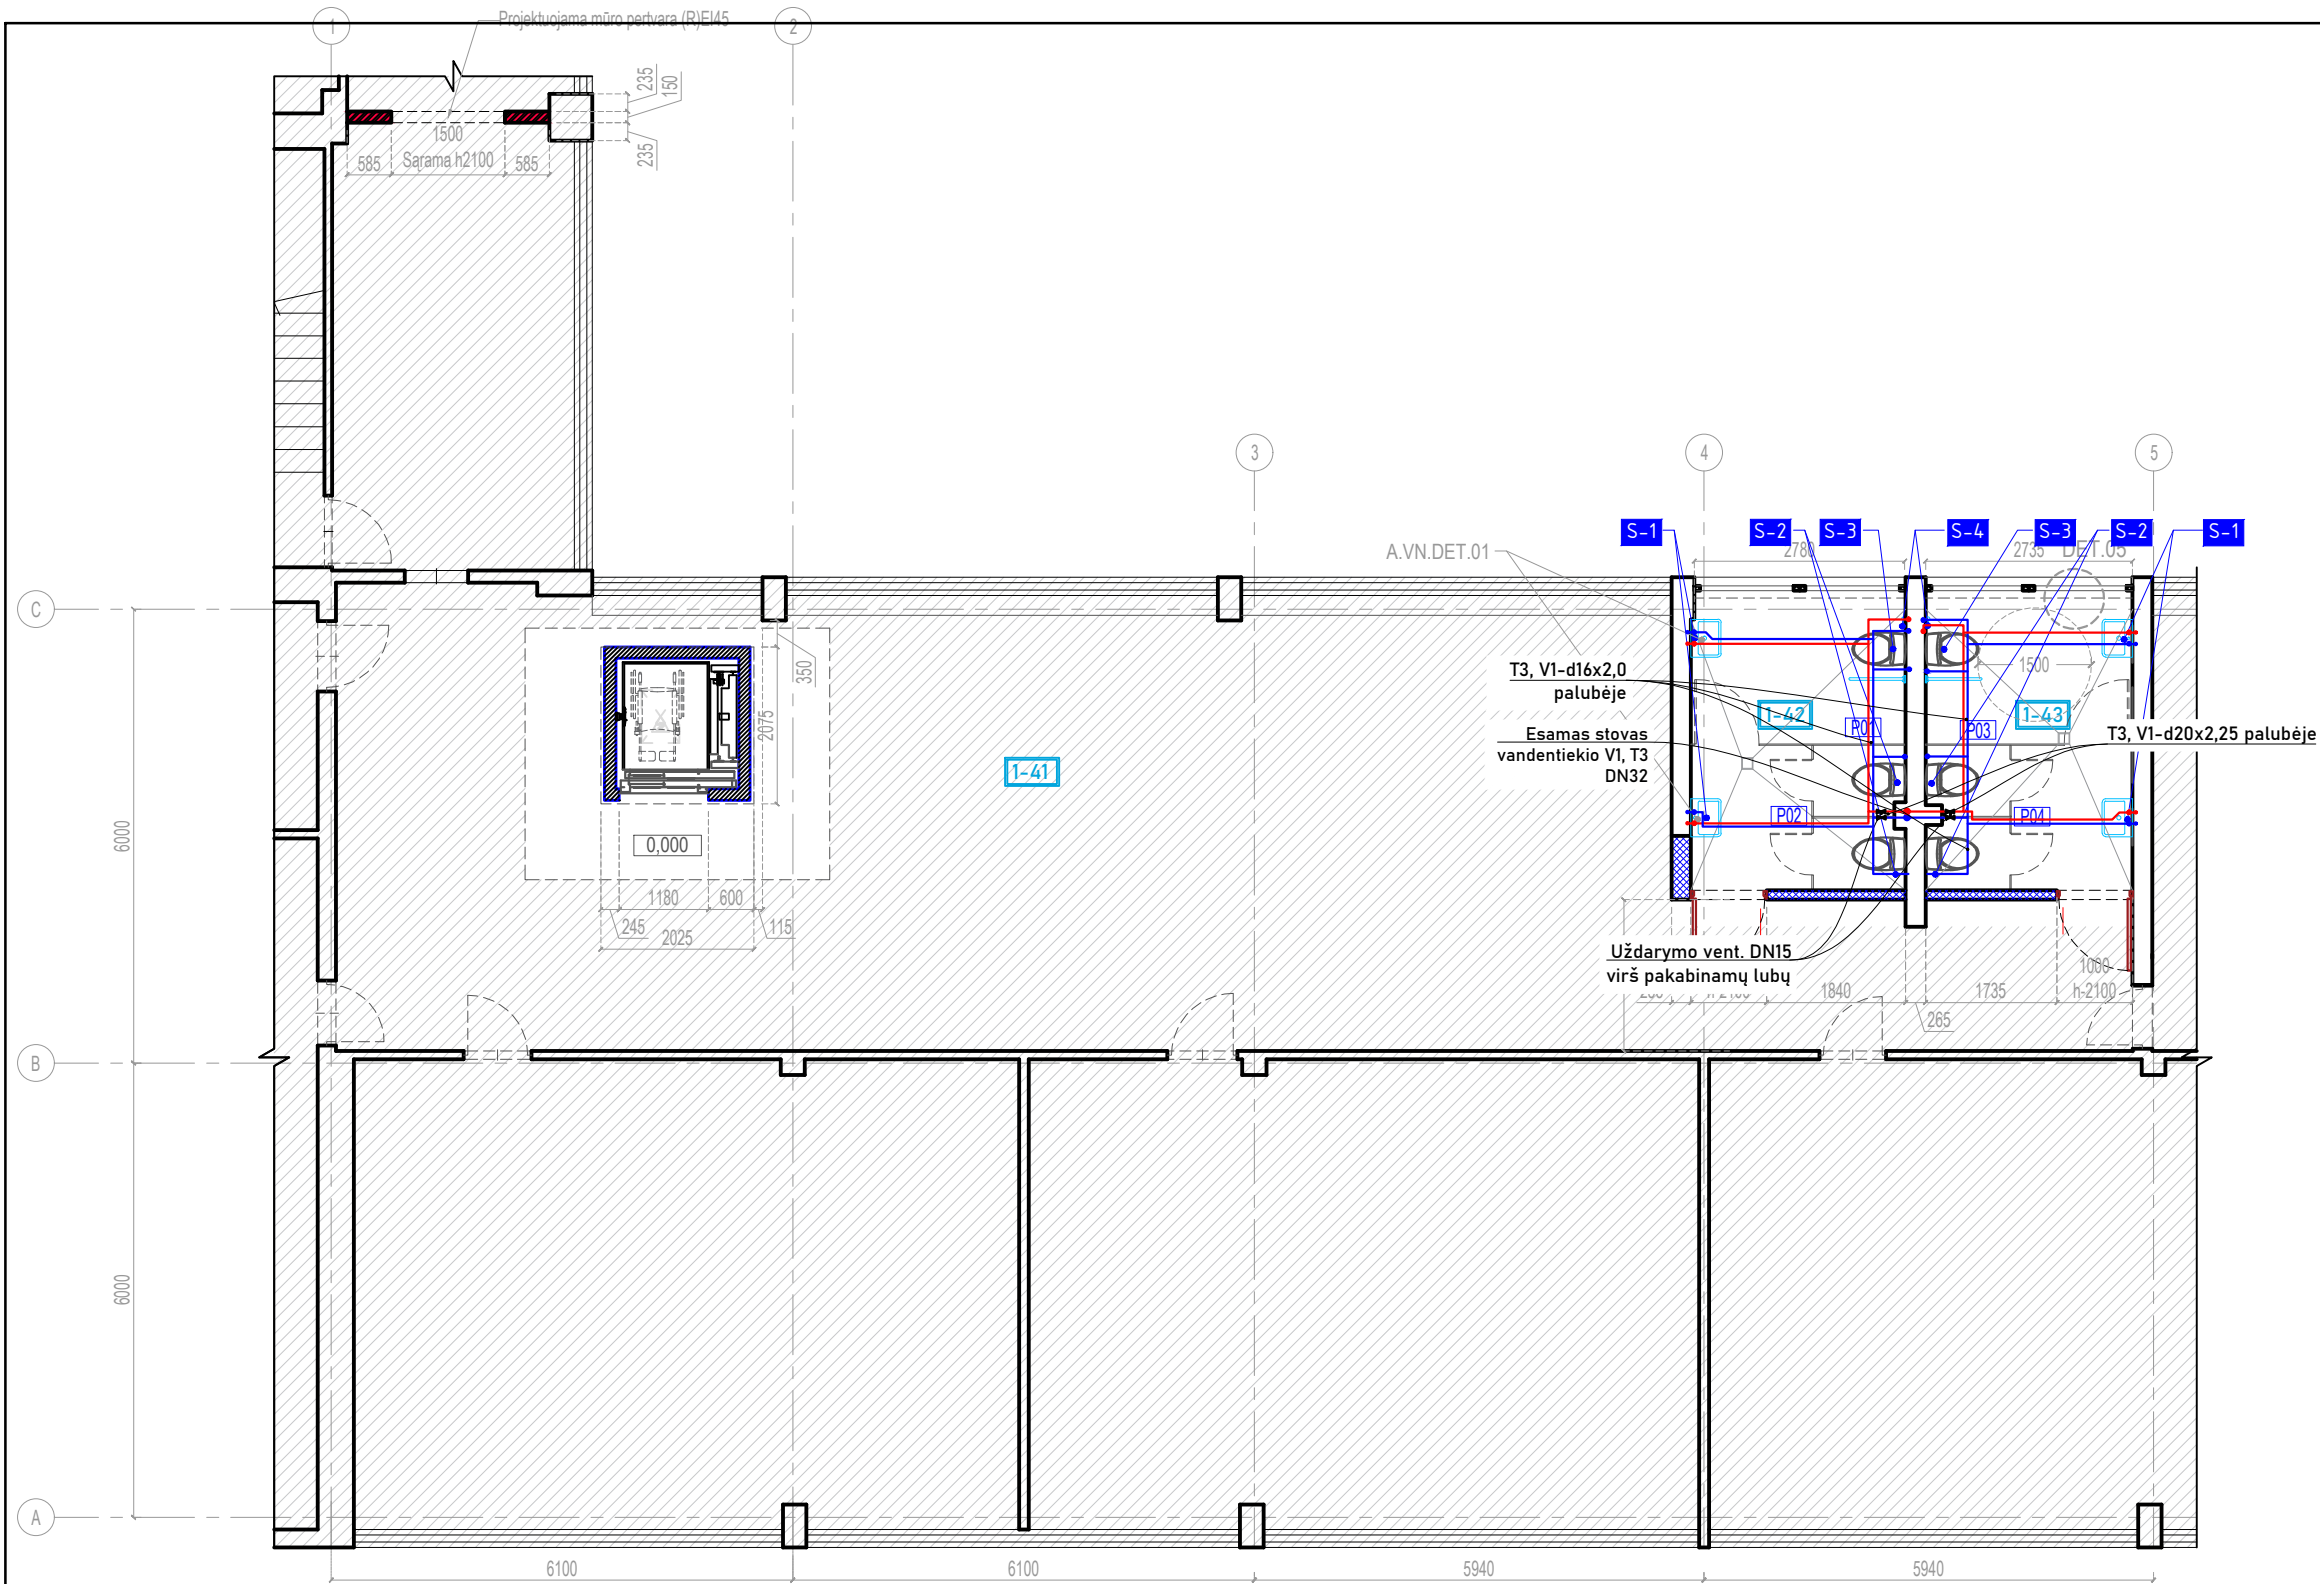 Projektuojama mūro pertvara (R)EI45
1
2
235
150
235
1500
585
Sąrama h2100
585
3
4
5
S-1
S-2
S-3
S-4
S-3
S-2
S-1
A.VN.DET.01
2780
2735
DET.05
C
350
1500
T3, V1-d16x2,0
palubėje
1-42
1-43
P01
P03
Esamas stovas
vandentiekio V1, T3
DN32
T3, V1-d20x2,25 palubėje
2075
1-41
P02
P04
6000
0,000
1180
600
245
115
2025
Uždarymo vent. DN15
virš pakabinamų lubų
1000
h-2100
1840
1735
265
B
6000
A
6100
6100
5940
5940